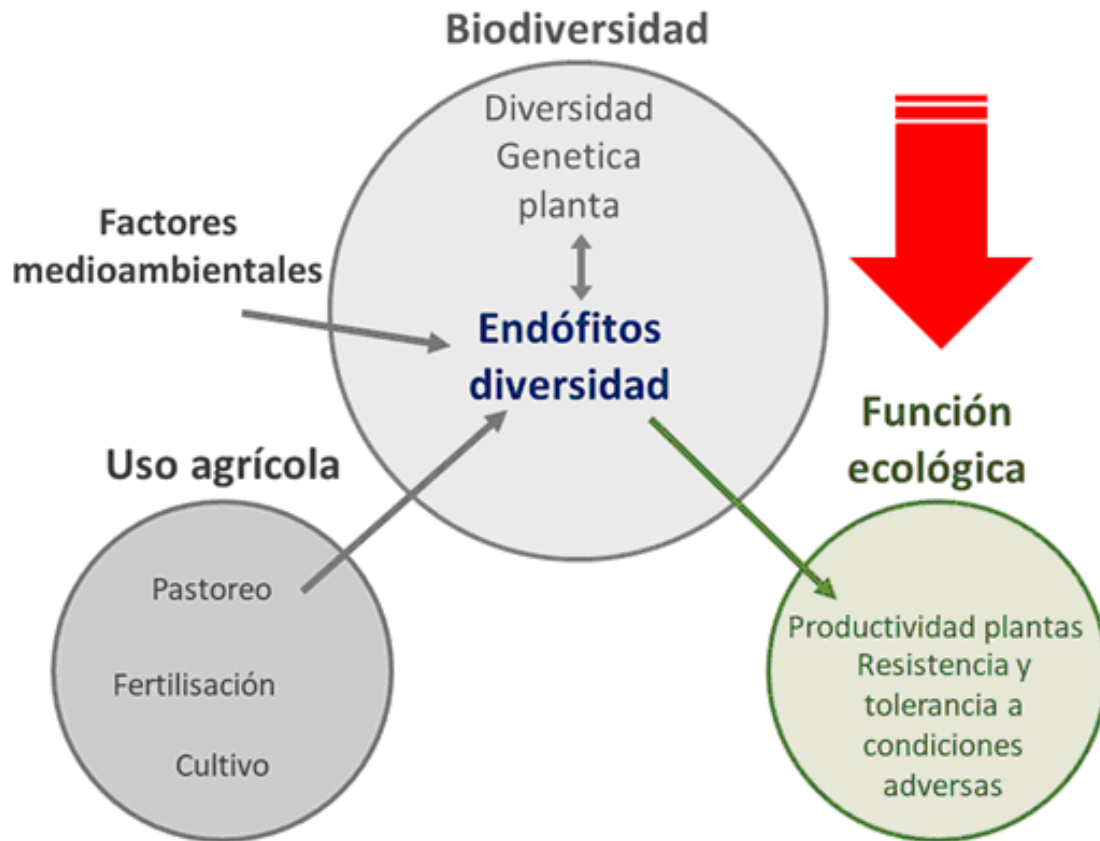 Biodiversidad
Diversidad
Genetica
planta
Factores
medioambientales
Endófitos
diversidad
Uso agrícola
Pastoreo
Fertilisación
Cultivo
Función
ecológica
Productividad plantas
Resistencia y
tolerancia a
condiciones
adversas